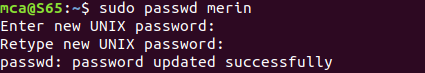 mca@S65:~$ sudo passwd merin
Enter new UNIX password:
Retype new UNIX password:
passwd: password updated successfully